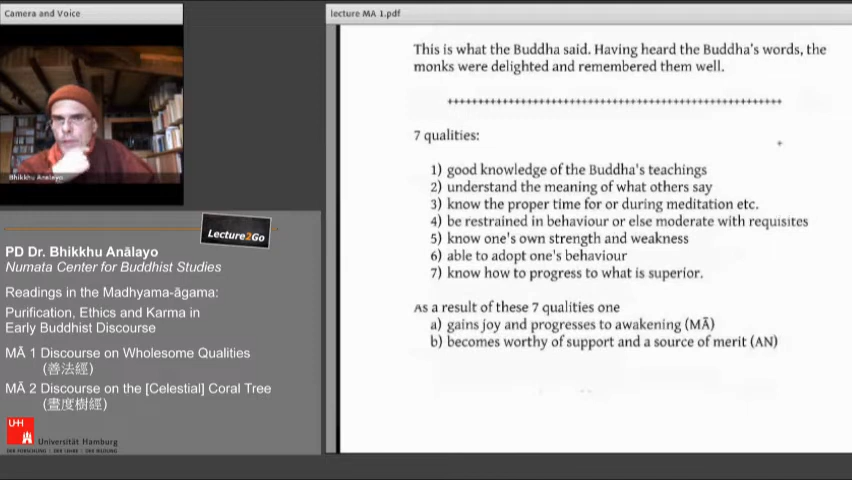 Camera and Voice
lecture MA 1.pdf
This is what the Buddha said. Having heard the Buddha's words, the
monks were delighted and remembered them well.
++++++++++++++++++++++++++++++++++++++++++++++++++++++
7 qualities:
1) good knowledge of the Buddha's teachings
2) understand the meaning of what others say
3) know the proper time for or during meditation etc.
4) be restrained in behaviour or else moderate with requisites
5) know one's own strength and weakness
6) able to adopt one's behaviour
7) know how to progress to what is superior.
As a result of these 7 qualities one
a) gains joy and progresses to awakening (MĀ)
b) becomes worthy of support and a source of merit (AN)
Bhikkhu Analayo
Lecture2Go
PD Dr. Bhikkhu Anālayo
Numata Center for Buddhist Studies
Readings in the Madhyama-āgama:
Purification, Ethics and Karma in
Early Buddhist Discourse
MĀ 1 Discourse on Wholesome Qualities
(善法經)
MĀ 2 Discourse on the [Celestial] Coral Tree
(晝度樹經)
UH
Universität Hamburg
DER FORSCHUNG | DER LEHRE | DER BILDUNG